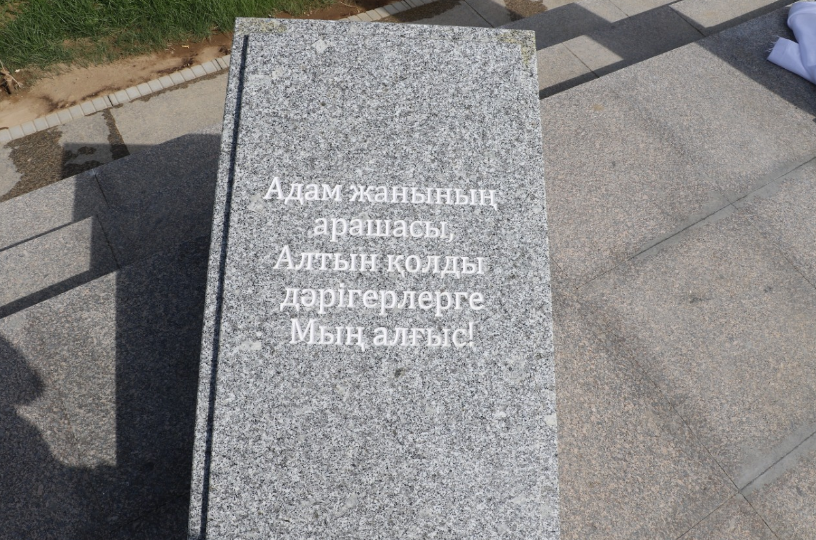 Адам жанының
арашасы,
Алтын қолды
дәрігерлерге
Мың алғыс!